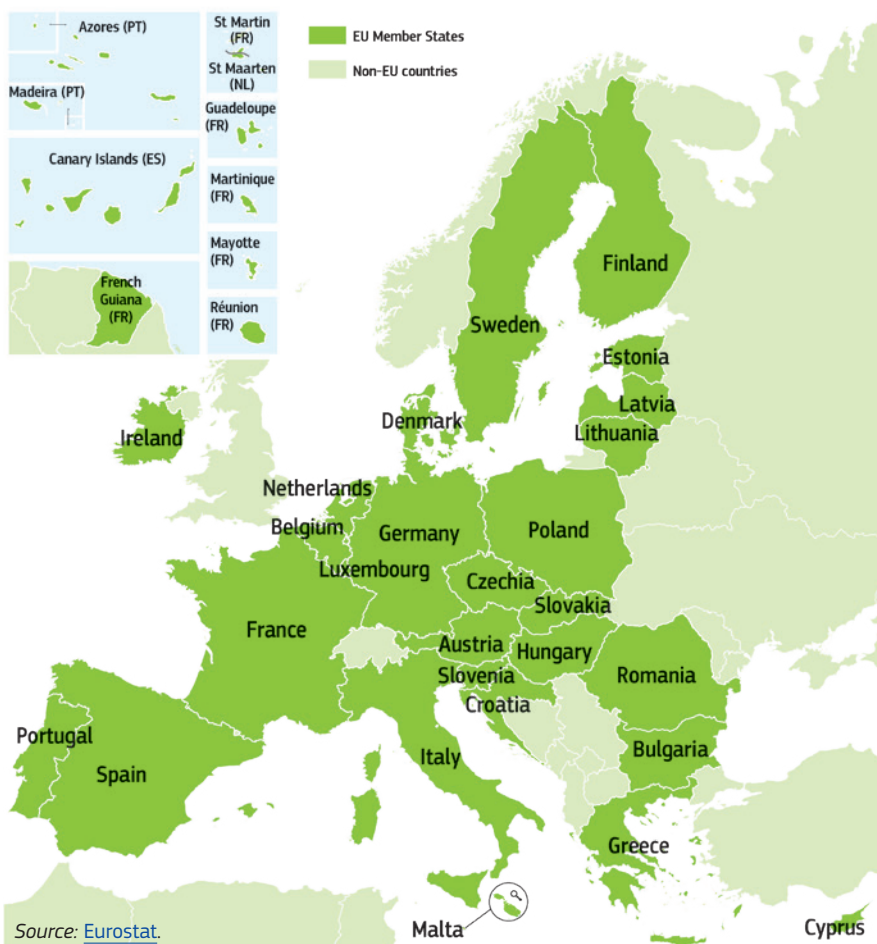 Azores (PT)
Madeira (PT)
St Martin
(FR)
St Maarten
(NL)
Guadeloupe
(FR)
Canary Islands (ES)
Martinique
(FR)
Mayotte
(FR)
French
Guiana
(FR)
Réunion
(FR)
EU Member States
Non-EU countries
Finland
Sweden
Estonia
Latvia
Denmark
Lithuania
Ireland
Netherlands
Belgium
Germany
Poland
Luxembourg
Czechia
Slovakia
France
Austria
Hungary
Slovenia
Romania
Croatia
Portugal
Italy
Bulgaria
Spain
Greece
Malta
Cyprus
Source: Eurostat.